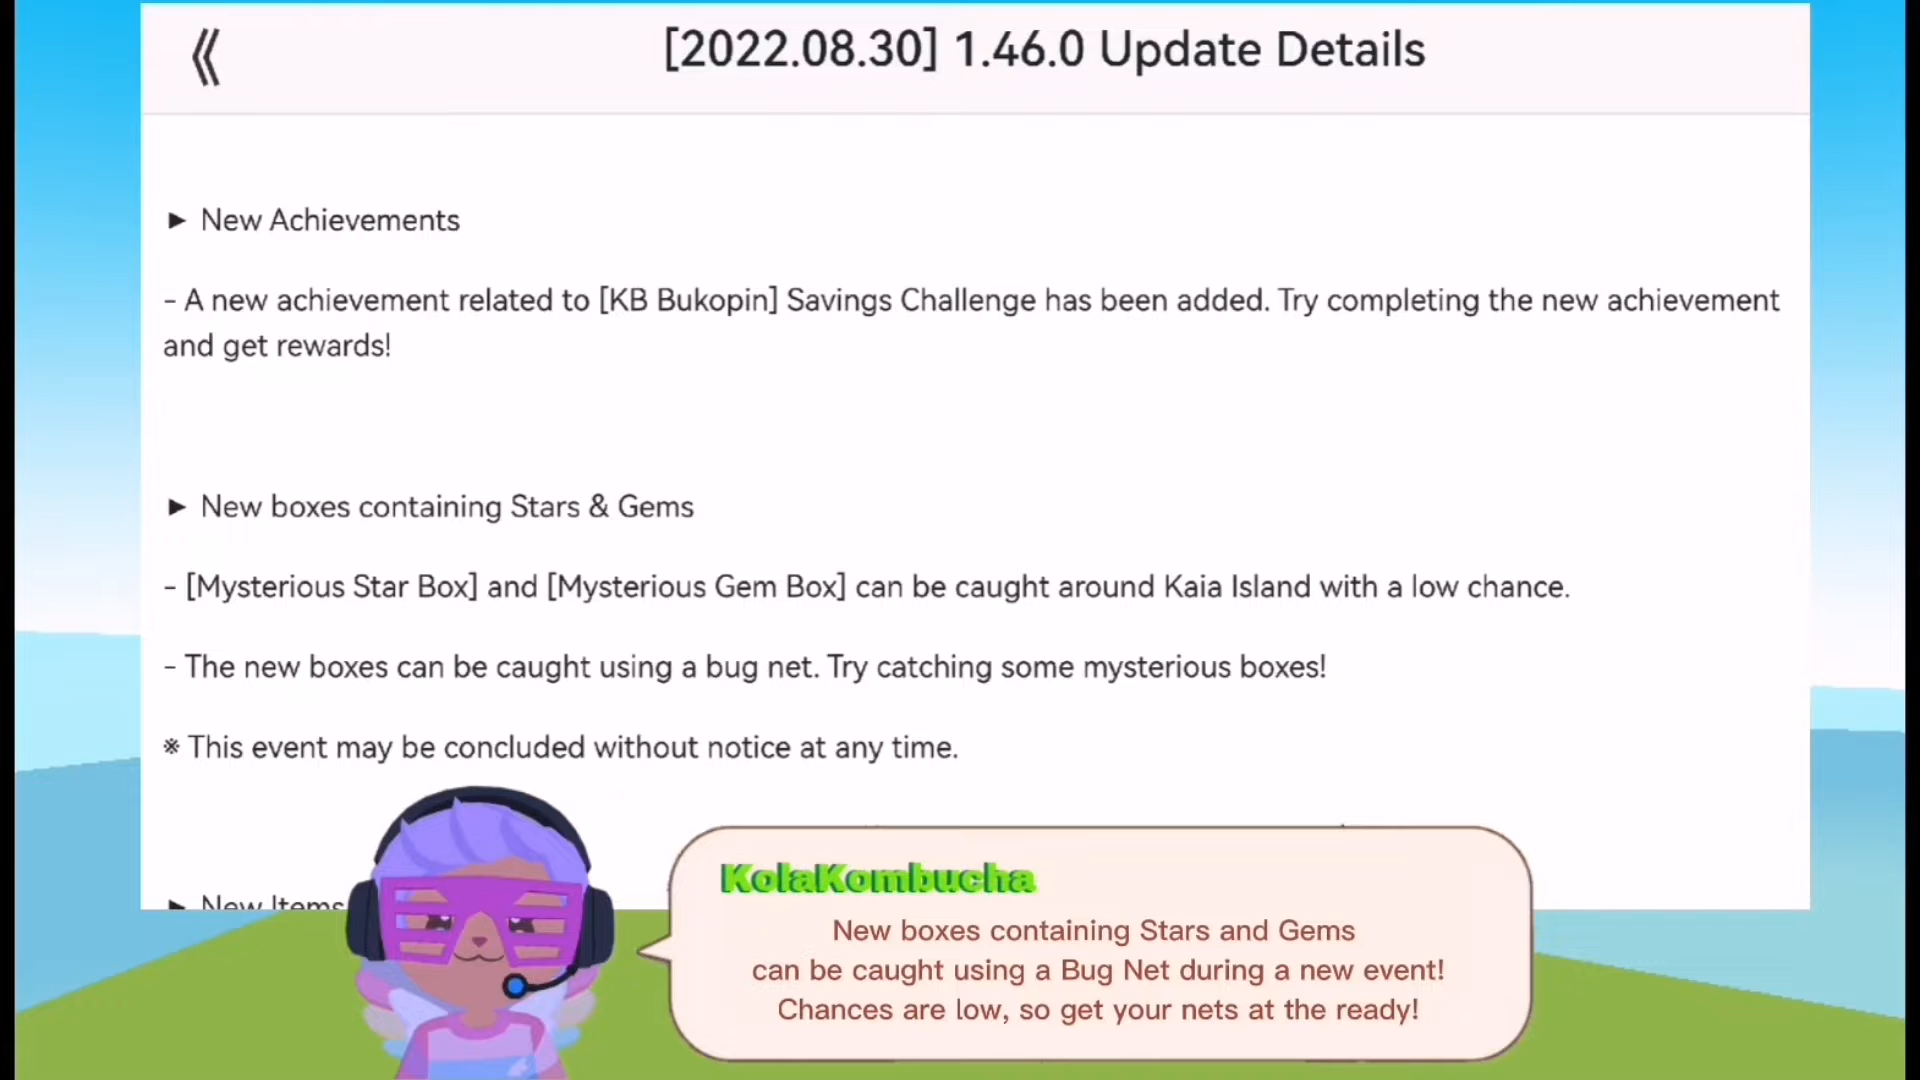 [2022.08.30] 1.46.0 Update Details
► New Achievements
- A new achievement related to [KB Bukopin] Savings Challenge has been added. Try completing the new achievement
and get rewards!
► New boxes containing Stars & Gems
- [Mysterious Star Box] and [Mysterious Gem Box] can be caught around Kaia Island with a low chance.
- The new boxes can be caught using a bug net. Try catching some mysterious boxes!
※ This event may be concluded without notice at any time.
► New Items
KolaKombucha
New boxes containing Stars and Gems
can be caught using a Bug Net during a new event!
Chances are low, so get your nets at the ready!